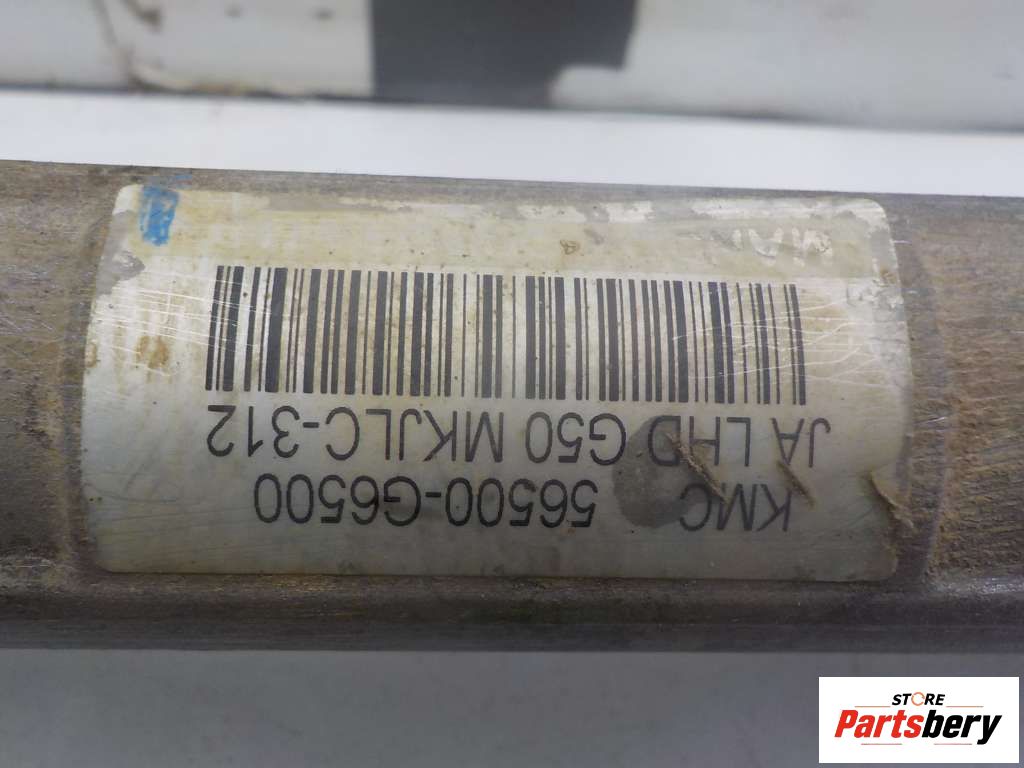 KMC 56500-G6500
JA LHD G50 MKJLC-312
STORE
Partsbery